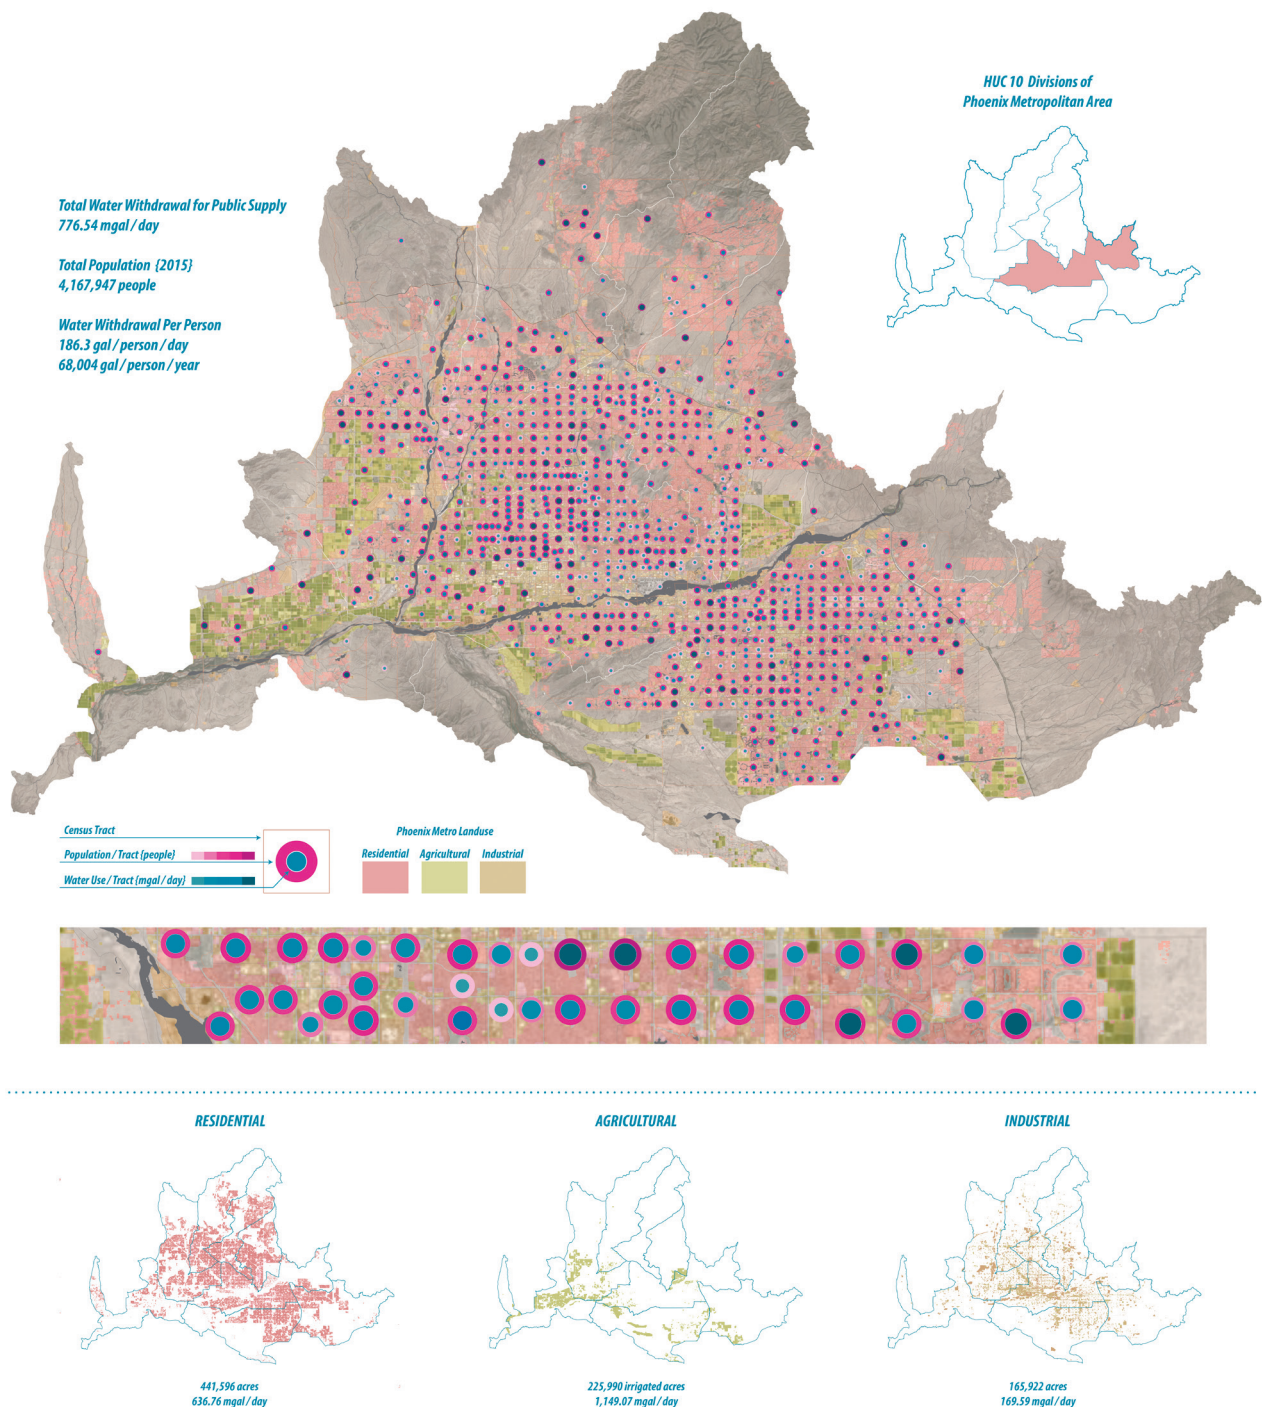 HUC 10 Divisions of
Phoenix Metropolitan Area
Total Water Withdrawal for Public Supply
776.54 mgal / day
Total Population {2015}
4,167,947 people
Water Withdrawal Per Person
186.3 gal / person / day
68,004 gal / person / year
Census Tract
Population / Tract {people}
Water Use / Tract {mgal / day}
Phoenix Metro Landuse
Residential
Agricultural
Industrial
RESIDENTIAL
AGRICULTURAL
INDUSTRIAL
441,596 acres
636.76 mgal / day
225,990 irrigated acres
1,149.07 mgal / day
165,922 acres
169.59 mgal / day